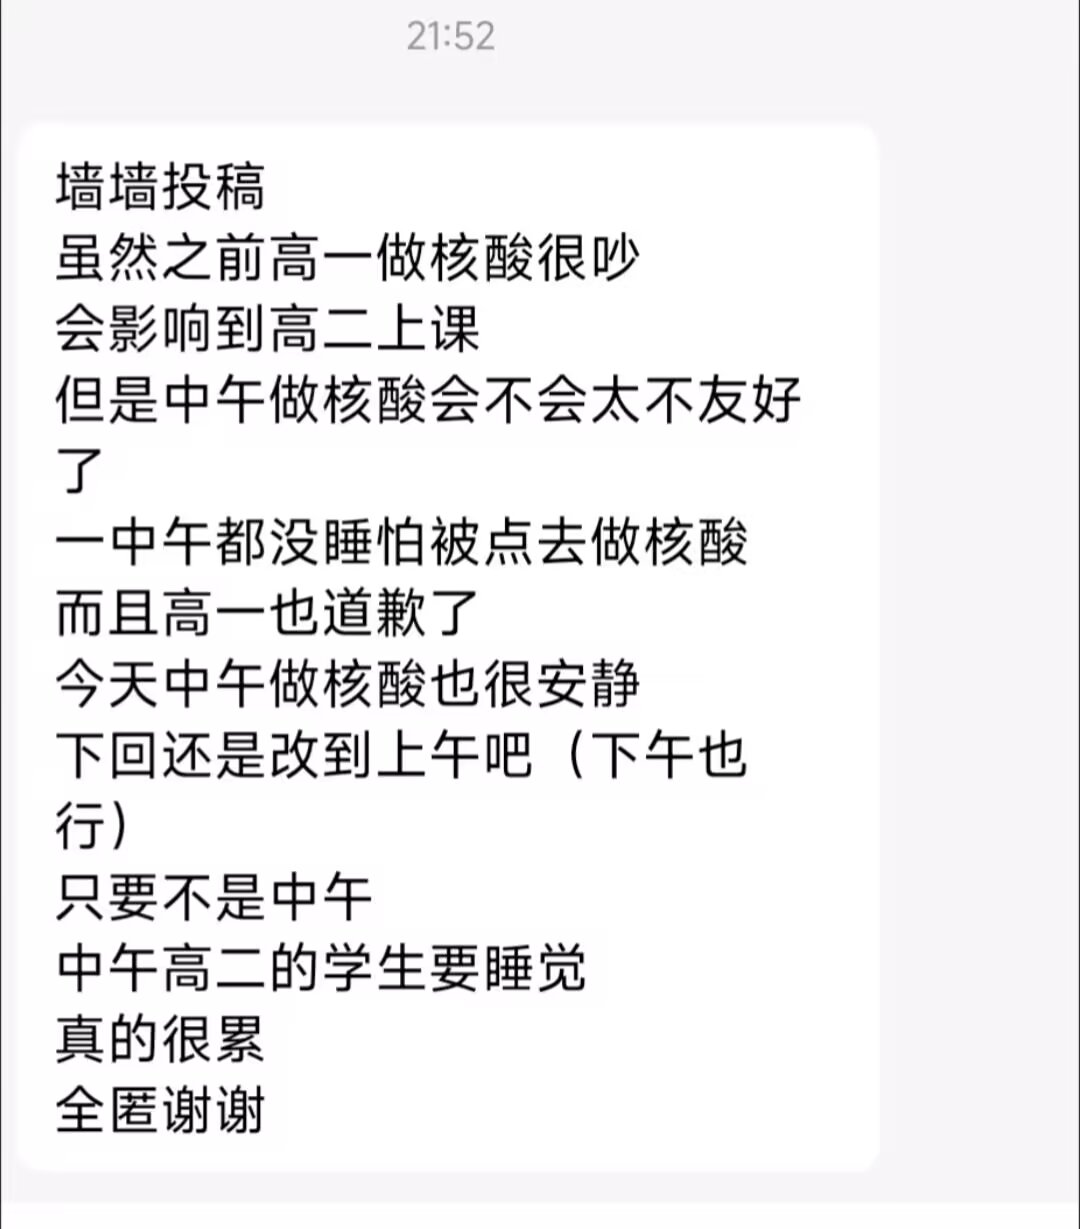 21:52
墙墙投稿
虽然之前高一做核酸很吵
会影响到高二上课
但是中午做核酸会不会太不友好
了
一中午都没睡怕被点去做核酸
而且高一也道歉了
今天中午做核酸也很安静
下回还是改到上午吧（下午也
行）
只要不是中午
中午高二的学生要睡觉
真的很累
全匿谢谢